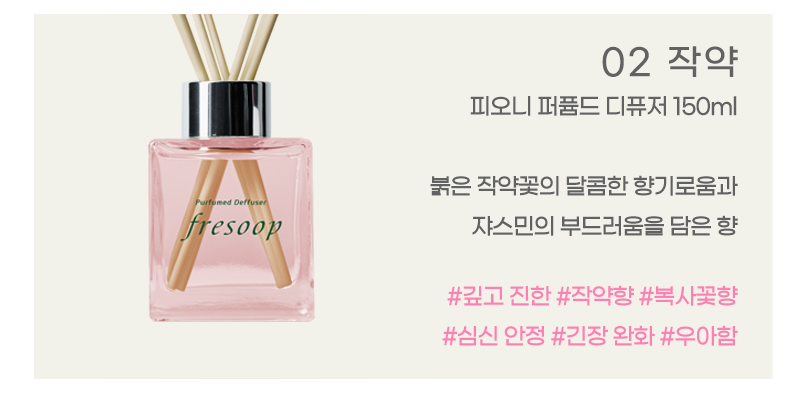 02 작약
피오니 퍼퓸드 디퓨저 150ml
붉은 작약꽃의 달콤한 향기로움과
쟈스민의 부드러움을 담은 향
#깊고 진한 #작약향 #복사꽃향
#심신 안정 #긴장 완화 #우아함
Purfumed Deffuser
fresoop